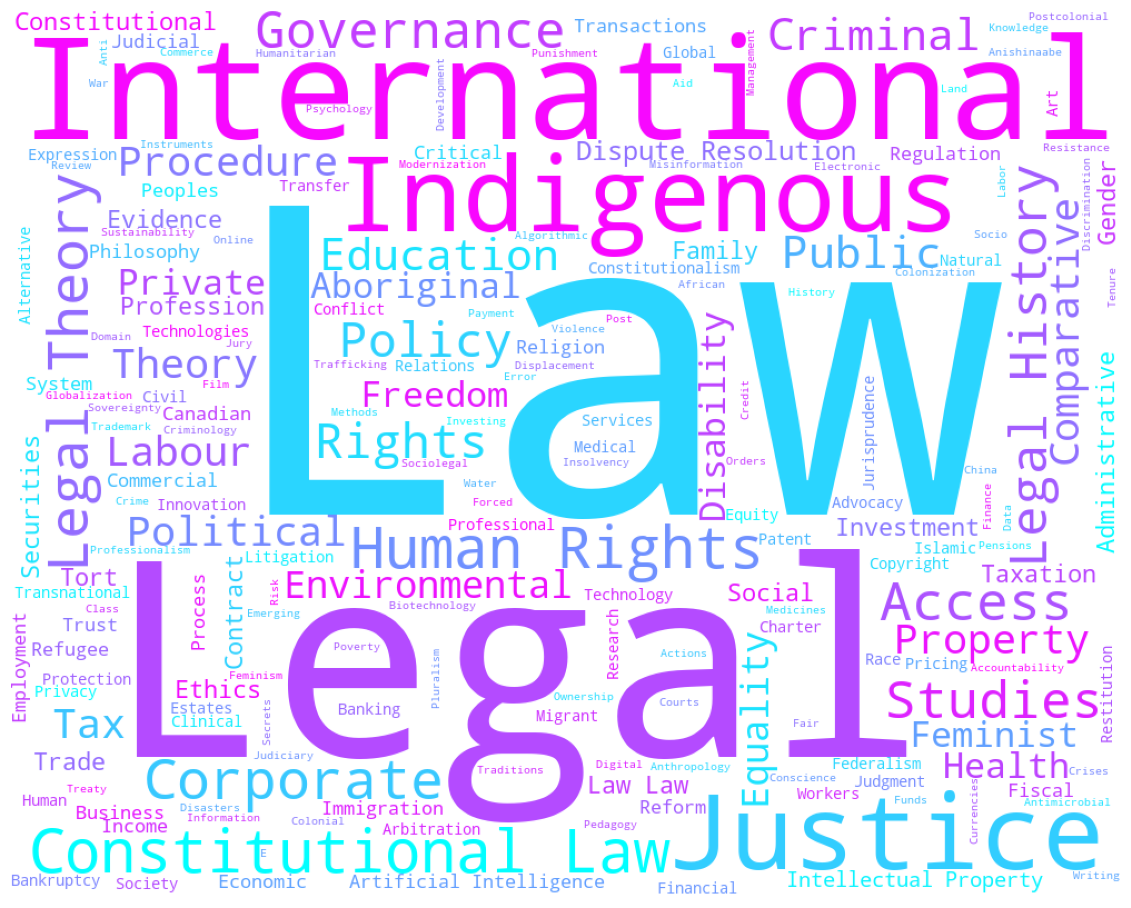 Constitutional
Governance
Transactions
Criminal
Postcolonial
Knowledge
Judicial
Anti
Commerce
Humanitarian
Punishment
Global
Management
Anishinaabe
International
War
Psychology
Development
Aid
Land
Art
Resistance
Expression
Instruments
Review
Procedure
Critical
Modernization
Dispute Resolution
Misinformation
Electronic
Regulation
Peoples
Transfer
Indigenous
Labor
Discrimination
Gender
Legal Theory
Evidence
Sustainability
Online
Philosophy
Education
Algorithmic
Family
Public
Socio
Natural
Legal History
Comparative
Alternative
Private
Aboriginal
Constitutionalism
African
Colonization
History
Tenure
Profession
Conflict
Payment
Technologies
Domain
Jury
Policy
Violence
Post
Religion
Law
Theory
Trafficking
Relations
Displacement
Error
Disability
System
Film
Globalization
Civil
Freedom
Credit
Jurisprudence
Administrative
Sovereignty
Canadian
Methods
Trademark
Criminology
Investing
Services
Rights
Labour
Medical
Sociolegal
Insolvency
Orders
Securities
Commercial
Water
China
Crime
Innovation
Forced
Advocacy
Finance
Data
Political
Professional
Equity
Investment
Professionalism
Litigation
Human Rights
Patent
Islamic
Pensions
Copyright
Tort
Transnational
Contract
Process
Risk
Environmental
Technology
Social
Taxation
Class
Emerging
Biotechnology
Medicines
Access
Trust
Legal
Research
Charter
Employment
Refugee
Poverty
Pluralism
Actions
Equality
Race
Pricing
Property
Accountability
Protection
Feminism
Privacy
Ethics
Ownership
Studies
Restitution
Estates
Secrets
Banking
Courts
Clinical
Migrant
Fair
Tax
Feminist
Trade
Judiciary
Traditions
Digital
Anthropology
Federalism
Health
Crises
Conscience
Judgment
Treaty
Corporate
Law Law
Workers
Fiscal
Human
Business
Disasters
Information
Immigration
Reform
Funds
Currencies
Antimicrobial
Income
Colonial
Arbitration
Pedagogy
Justice
Constitutional Law
E
Bankruptcy
Society
Economic
Artificial Intelligence
Financial
Intellectual Property
Writing